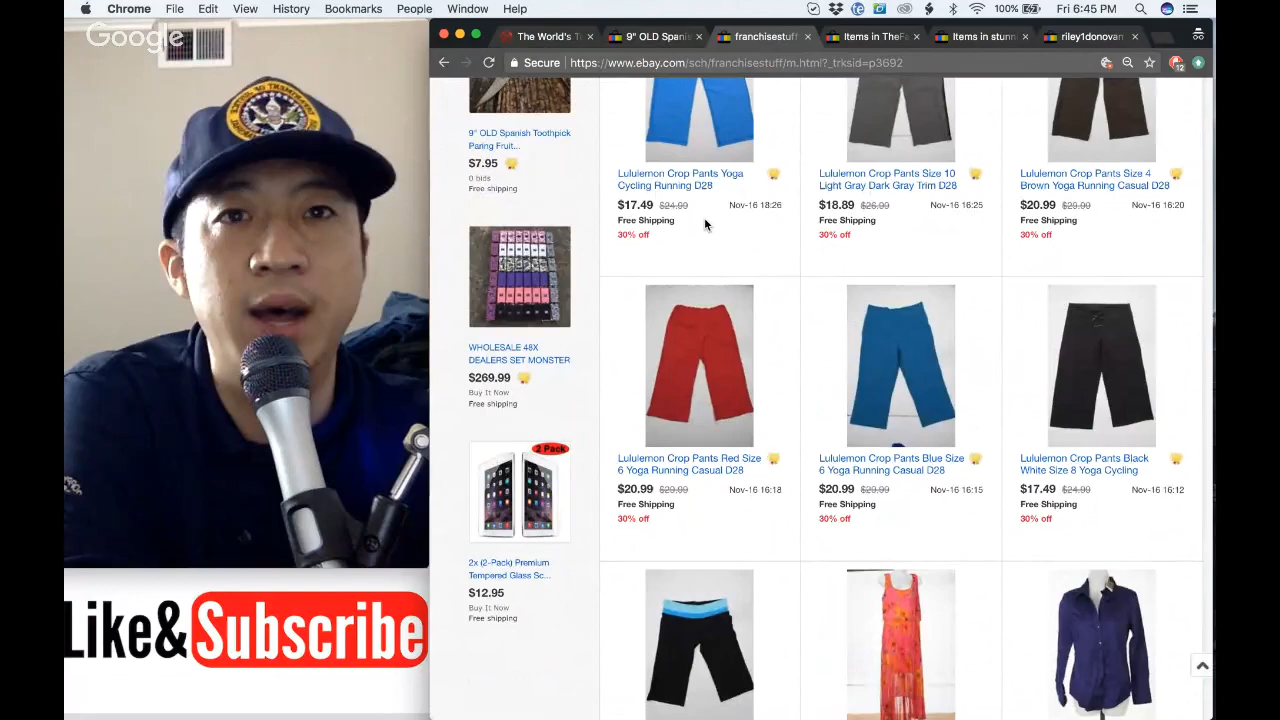 Chrome File Edit View History Bookmarks People Window Help
100% Fri 6:45 PM
Google
The World's T
9" OLD Spanis
franchisestuff
Items in TheFe
Items in stunn
riley1donovan
Secure https://www.ebay.com/sch/franchisestuff/m.html?_trksid=p3692
12
9" OLD Spanish Toothpick
Paring Fruit...
$7.95
0 bids
Free shipping
WHOLESALE 48X
DEALERS SET MONSTER
$269.99
Buy It Now
Free shipping
2 Pack
2x (2-Pack) Premium
Tempered Glass Sc...
$12.95
Buy It Now
Free shipping
Lululemon Crop Pants Yoga
Cycling Running D28
$17.49 $24.99 Nov-16 18:26
Free Shipping
30% off
Lululemon Crop Pants Size 10
Light Gray Dark Gray Trim D28
$18.89 $26.99 Nov-16 16:25
Free Shipping
30% off
Lululemon Crop Pants Size 4
Brown Yoga Running Casual D28
$20.99 $29.99 Nov-16 16:20
Free Shipping
30% off
Lululemon Crop Pants Red Size
6 Yoga Running Casual D28
$20.99 $29.99 Nov-16 16:18
Free Shipping
30% off
Lululemon Crop Pants Blue Size
6 Yoga Running Casual D28
$20.99 $29.99 Nov-16 16:15
Free Shipping
30% off
Lululemon Crop Pants Black
White Size 8 Yoga Cycling
$17.49 $24.99 Nov-16 16:12
Free Shipping
30% off
Like& Subscribe